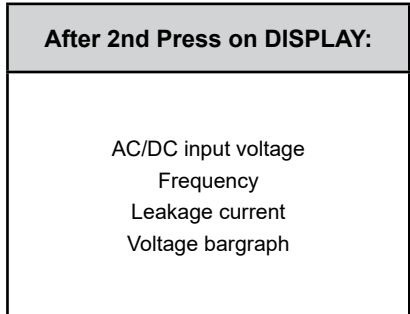 After 2nd Press on DISPLAY:
AC/DC input voltage
Frequency
Leakage current
Voltage bargraph